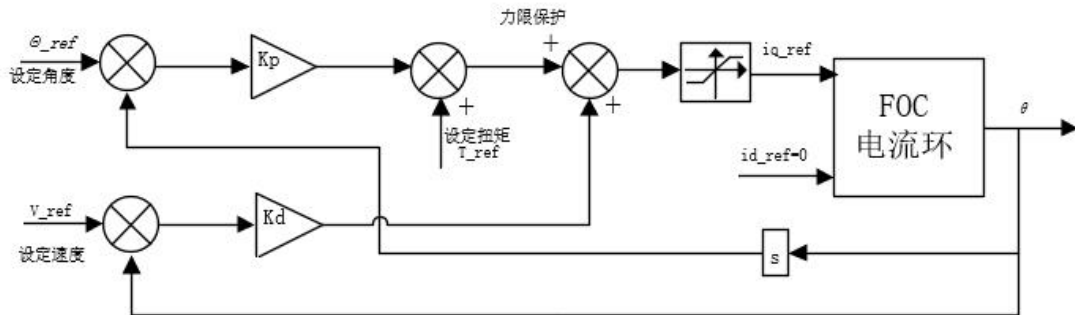 Θ_ref
设定角度
Kp
+
设定扭矩
T_ref
力限保护
+
+
iq_ref
FOC
电流环
id_ref=0
θ
V_ref
设定速度
Kd
s